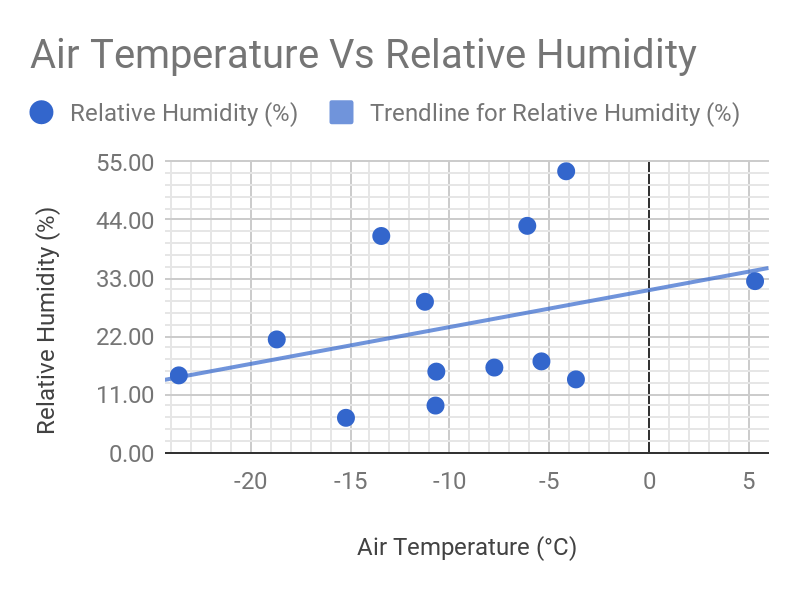 Air Temperature Vs Relative Humidity
Relative Humidity (%) Trendline for Relative Humidity (%)
Relative Humidity (%)
55.00
44.00
33.00
22.00
11.00
0.00
-20 -15 -10 -5 0 5
Air Temperature (°C)